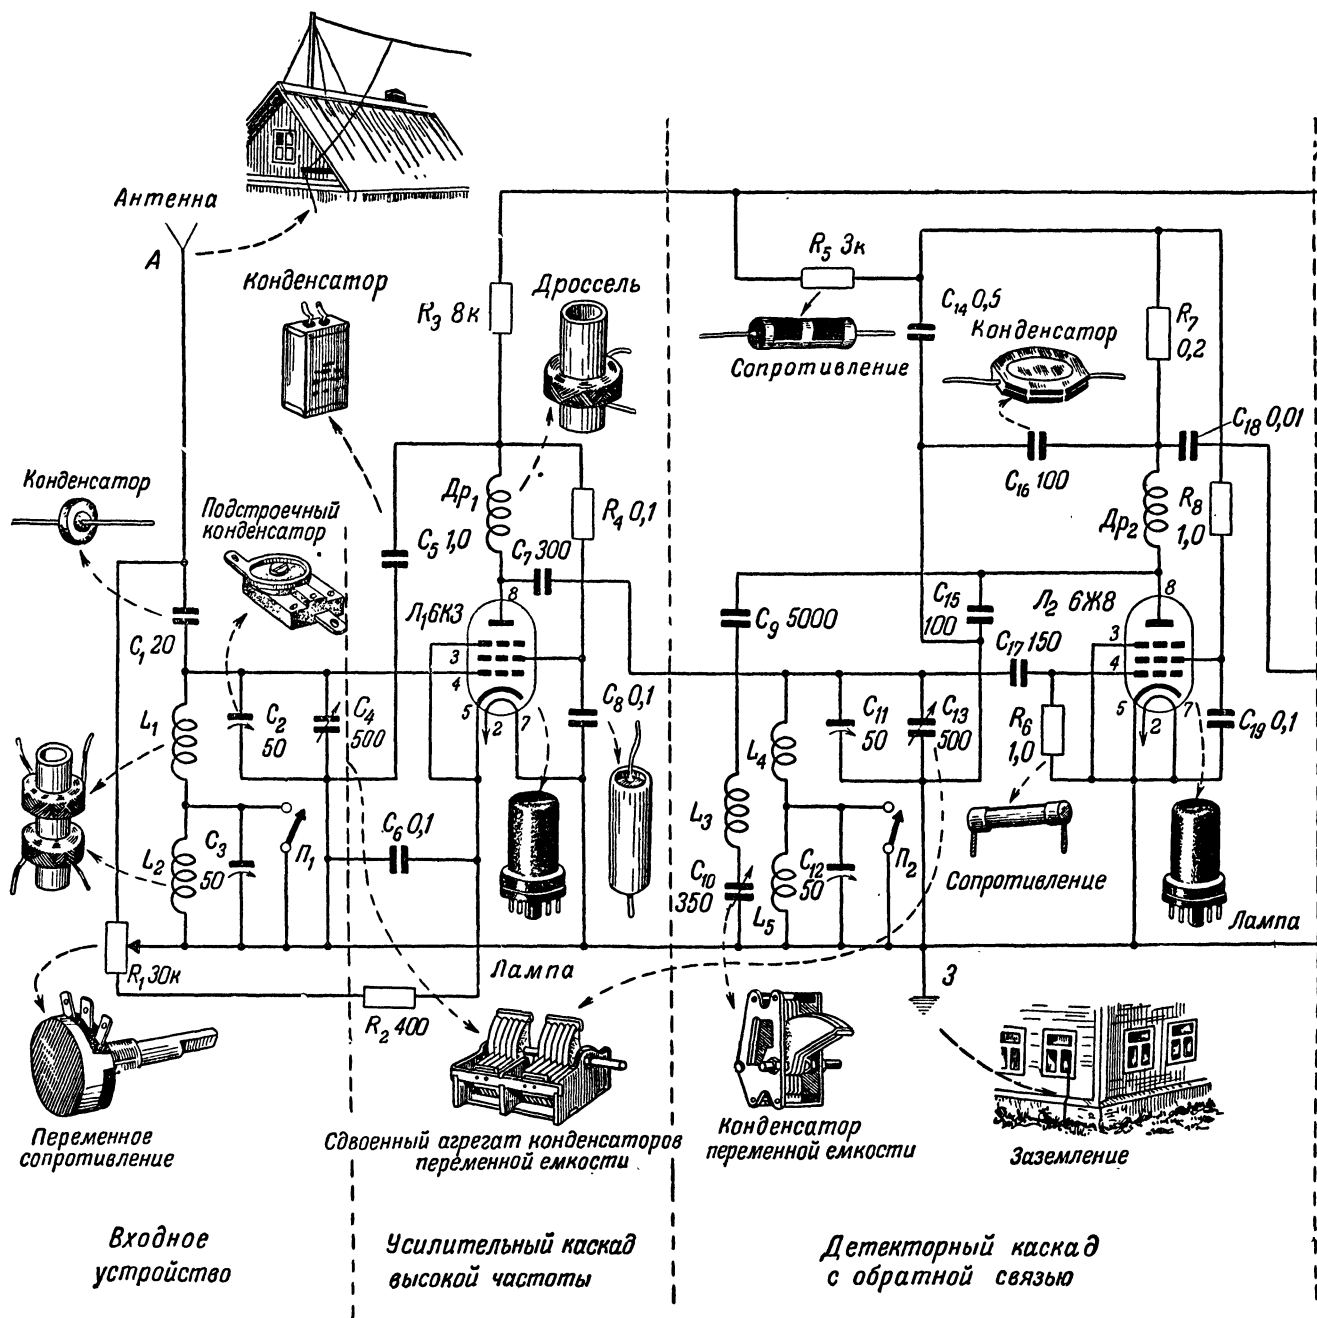 Антенна
A
Конденсатор
R₃ 8к
Дроссель
R₅ 3к
Сопротивление
C₁₄ 0,5
Конденсатор
R₇
0,2
C₁₈ 0,01
C₁₆ 100
Конденсатор
Подстроечный
конденсатор
Др₁
R₄ 0,1
C₅ 1,0
C₇ 300
Др₂
R₈
1,0
C₁ 20
Л₁ 6К3
8
3
4
5
2
7
C₉ 5000
C₁₅
100
Л₂ 6Ж8
8
3
4
5
2
7
C₁₇ 150
L₁
C₂
50
C₄
500
C₈ 0,1
L₄
C₁₁
50
C₁₃
500
R₆
1,0
C₁₉ 0,1
L₂
C₃
50
П₁
C₆ 0,1
L₃
C₁₀
350
L₅
C₁₂
50
П₂
Сопротивление
Лампа
R₁ 30к
R₂ 400
Лампа
З
Переменное
сопротивление
Сдвоенный агрегат конденсаторов
переменной емкости
Конденсатор
переменной емкости
Заземление
Входное
устройство
Усилительный каскад
высокой частоты
Детекторный каскад
с обратной связью